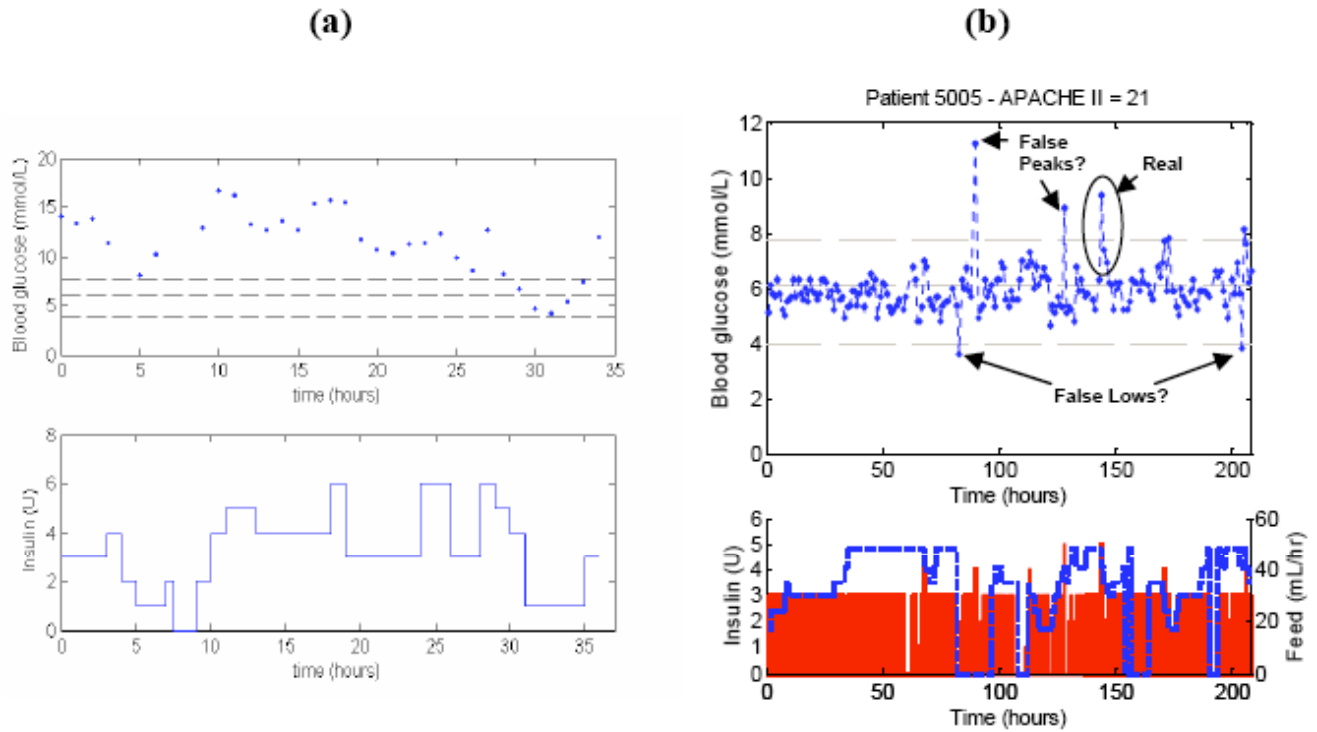 (a)
(b)
20
15
10
5
0
Blood glucose (mmol/L)
0 5 10 15 20 25 30 35
time (hours)
8
6
4
2
0
Insulin (U)
0 5 10 15 20 25 30 35
time (hours)
Patient 5005 - APACHE II = 21
12
10
8
6
4
2
0
Blood glucose (mmol/L)
False
Peaks?
Real
False Lows?
0 50 100 150 200
Time (hours)
6
5
4
3
2
1
0
Insulin (U)
60
40
20
0
Feed (mL/hr)
0 50 100 150 200
Time (hours)